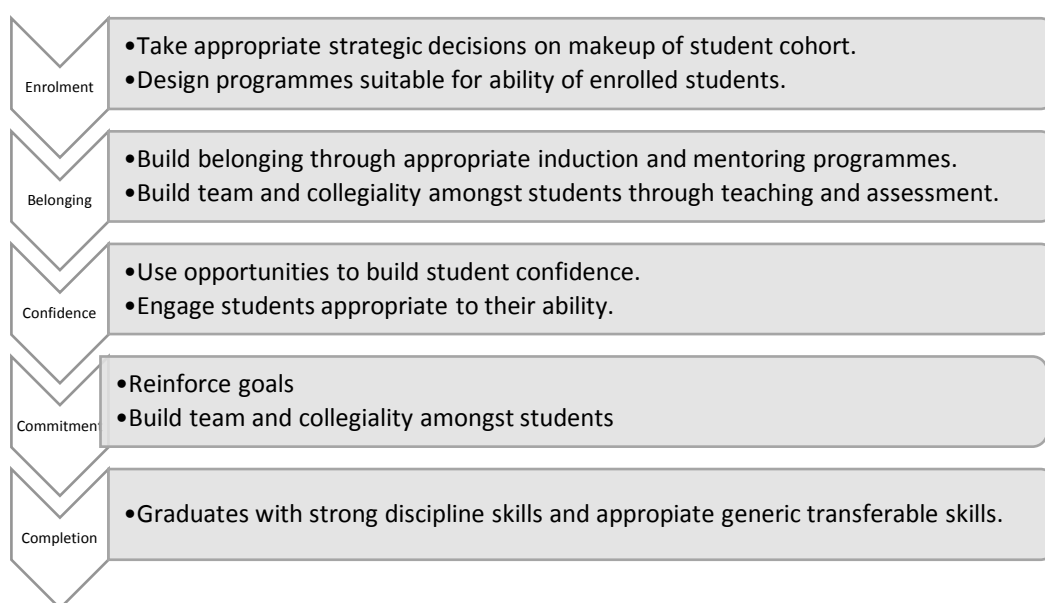 Enrolment
•Take appropriate strategic decisions on makeup of student cohort.
•Design programmes suitable for ability of enrolled students.
Belonging
•Build belonging through appropriate induction and mentoring programmes.
•Build team and collegiality amongst students through teaching and assessment.
Confidence
•Use opportunities to build student confidence.
•Engage students appropriate to their ability.
Commitment
•Reinforce goals
•Build team and collegiality amongst students
Completion
•Graduates with strong discipline skills and appropiate generic transferable skills.